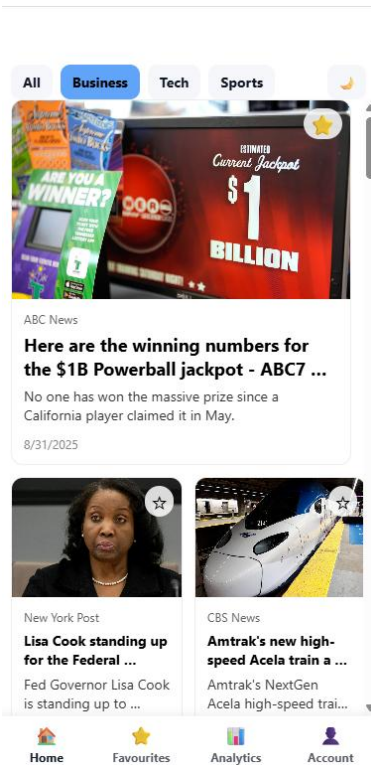 All
Business
Tech
Sports
ARE YOU A
WINNER?
ESTIMATED
Current Jackpot
$1
BILLION
ABC News
Here are the winning numbers for
the $1B Powerball jackpot - ABC7 ...
No one has won the massive prize since a
California player claimed it in May.
8/31/2025
New York Post
Lisa Cook standing up
for the Federal ...
Fed Governor Lisa Cook
is standing up to ...
CBS News
Amtrak's new high-
speed Acela train a ...
Amtrak's NextGen
Acela high-speed trai...
Home
Favourites
Analytics
Account